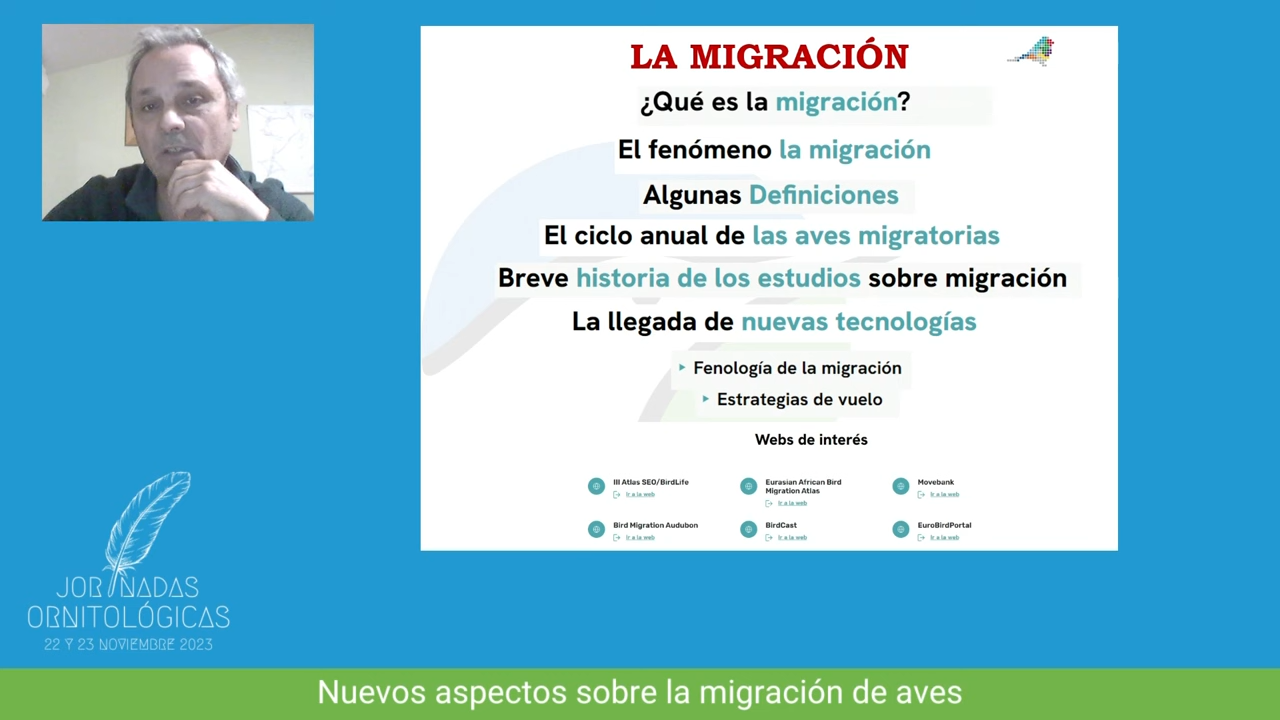 LA MIGRACIÓN
¿Qué es la migración?
El fenómeno la migración
Algunas Definiciones
El ciclo anual de las aves migratorias
Breve historia de los estudios sobre migración
La llegada de nuevas tecnologías
Fenología de la migración
Estrategias de vuelo
Webs de interés
III Atlas SEO/BirdLife
Ir a la web
Eurasian African Bird
Migration Atlas
Ir a la web
Movebank
Ir a la web
Bird Migration Audubon
Ir a la web
BirdCast
Ir a la web
EuroBirdPortal
Ir a la web
JORNADAS
ORNITOLÓGICAS
22 Y 23 NOVIEMBRE 2023
Nuevos aspectos sobre la migración de aves